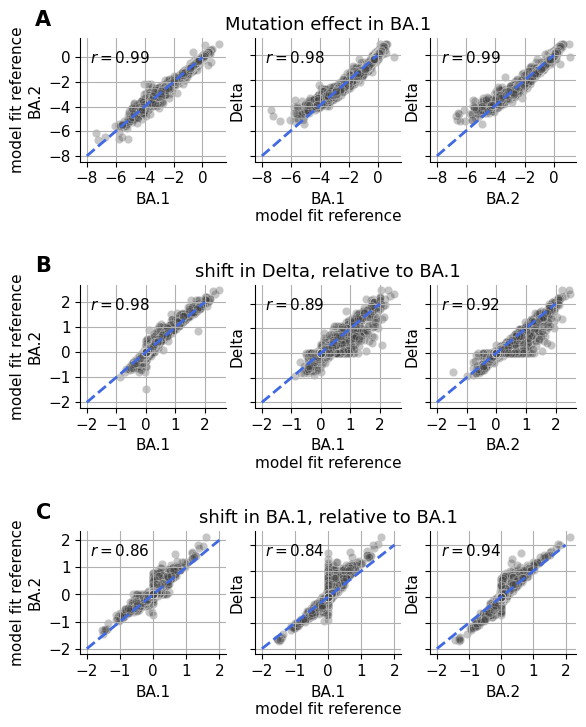 A
Mutation effect in BA.1
model fit reference
BA.2
0
−2
−4
−6
−8
r = 0.99
−8 −6 −4 −2 0
BA.1
Delta
r = 0.98
−8 −6 −4 −2 0
BA.1
model fit reference
Delta
r = 0.99
−8 −6 −4 −2 0
BA.2
B
shift in Delta, relative to BA.1
model fit reference
BA.2
2
1
0
−1
−2
r = 0.98
−2 −1 0 1 2
BA.1
Delta
r = 0.89
−2 −1 0 1 2
BA.1
model fit reference
Delta
r = 0.92
−2 −1 0 1 2
BA.2
C
shift in BA.1, relative to BA.1
model fit reference
BA.2
2
1
0
−1
−2
r = 0.86
−2 −1 0 1 2
BA.1
Delta
r = 0.84
−2 −1 0 1 2
BA.1
model fit reference
Delta
r = 0.94
−2 −1 0 1 2
BA.2